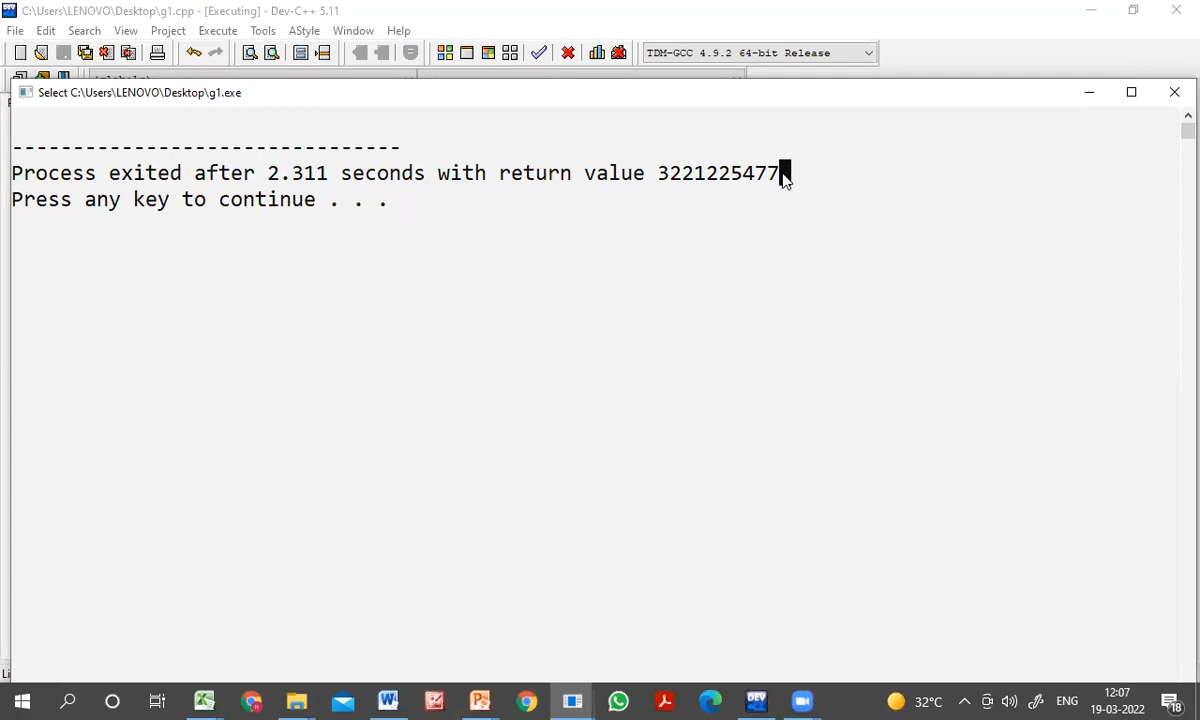 C:\Users\LENOVO\Desktop\g1.cpp - [Executing] - Dev-C++ 5.11
File Edit Search View Project Execute Tools AStyle Window Help
TDM-GCC 4.9.2 64-bit Release
Select C:\Users\LENOVO\Desktop\g1.exe
--------------------------------
Process exited after 2.311 seconds with return value 3221225477
Press any key to continue . . .
32°C
ENG
12:07
19-03-2022
18